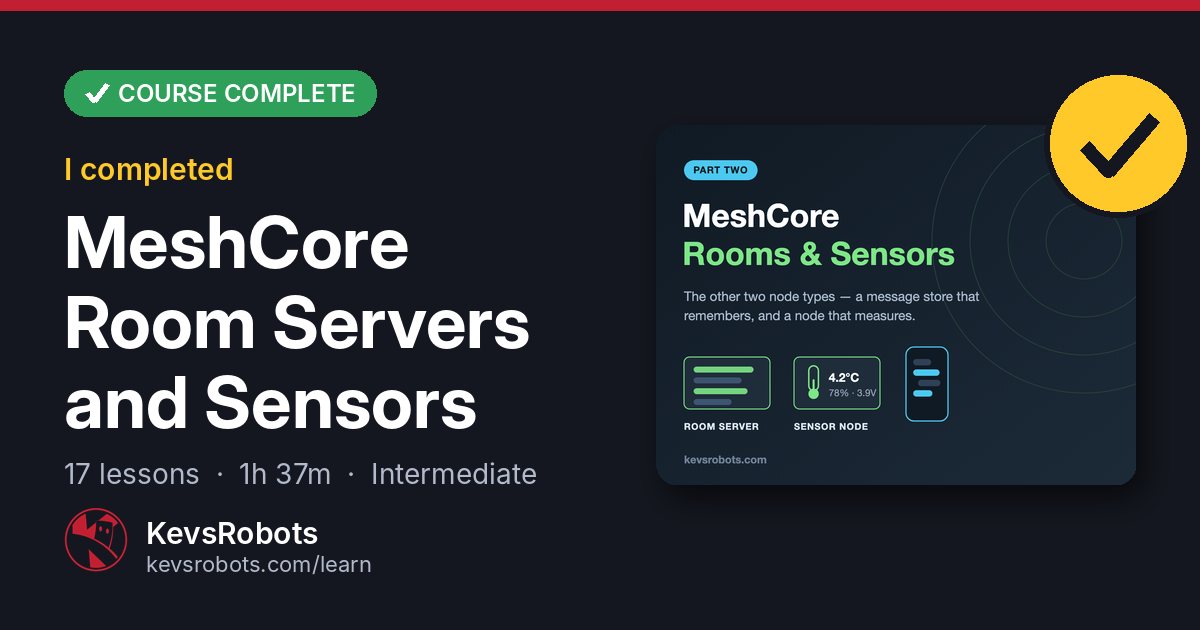 COURSE COMPLETE
I completed
MeshCore
Room Servers
and Sensors
17 lessons · 1h 37m · Intermediate
KevsRobots
kevsrobots.com/learn
PART TWO
MeshCore
Rooms & Sensors
The other two node types — a message store that
remembers, and a node that measures.
4.2°C
78% · 3.9V
ROOM SERVER
SENSOR NODE
kevsrobots.com